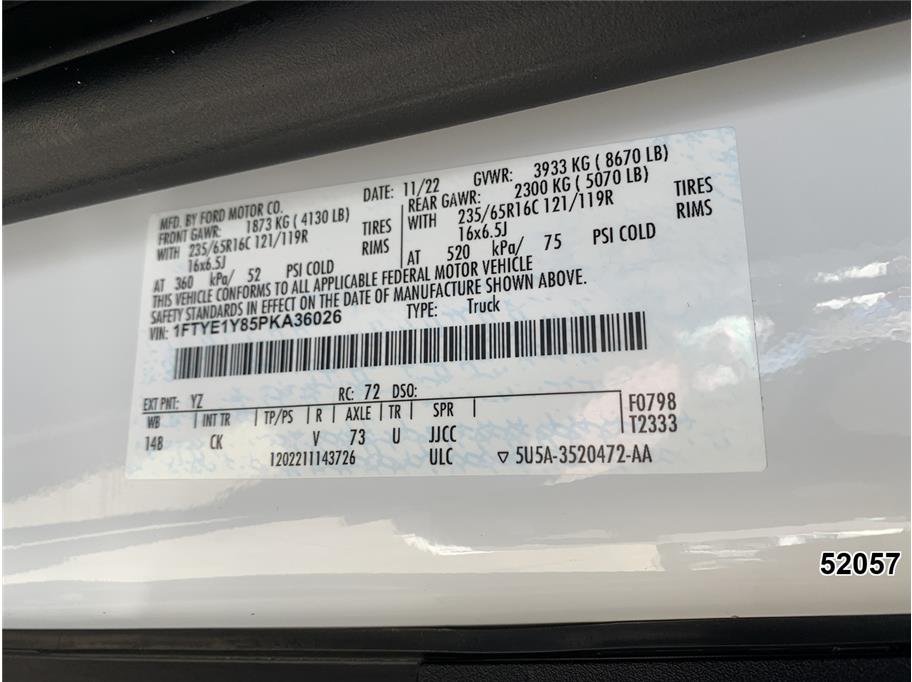 MFD. BY FORD MOTOR CO.
DATE: 11/22 GVWR: 3933 KG ( 8670 LB)
FRONT GAWR: 1873 KG ( 4130 LB)
REAR GAWR: 2300 KG ( 5070 LB)
WITH 235/65R16C 121/119R TIRES
WITH 235/65R16C 121/119R TIRES
16x6.5J RIMS
16x6.5J RIMS
AT 360 kPa/ 52 PSI COLD
AT 520 kPa/ 75 PSI COLD
THIS VEHICLE CONFORMS TO ALL APPLICABLE FEDERAL MOTOR VEHICLE
SAFETY STANDARDS IN EFFECT ON THE DATE OF MANUFACTURE SHOWN ABOVE.
VIN: 1FTYE1Y85PKA36026 TYPE: Truck
EXT PNT: YZ RC: 72 DSO:
WB INT TR TP/PS R AXLE TR SPR
148 CK V 73 U JJCC
F0798
T2333
1202211143726 ULC ▽ 5U5A-3520472-AA
52057